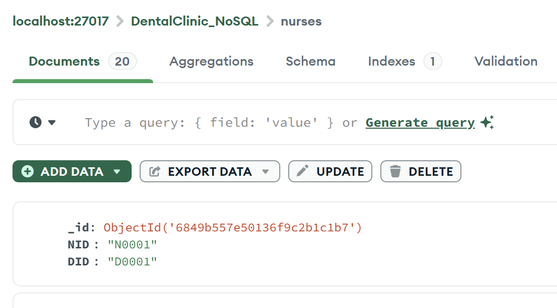 localhost:27017 > DentalClinic_NoSQL > nurses
Documents 20 Aggregations Schema Indexes 1 Validation
Type a query: { field: 'value' } or Generate query
ADD DATA EXPORT DATA UPDATE DELETE
_id: ObjectId('6849b557e50136f9c2b1c1b7')
NID : "N0001"
DID : "D0001"